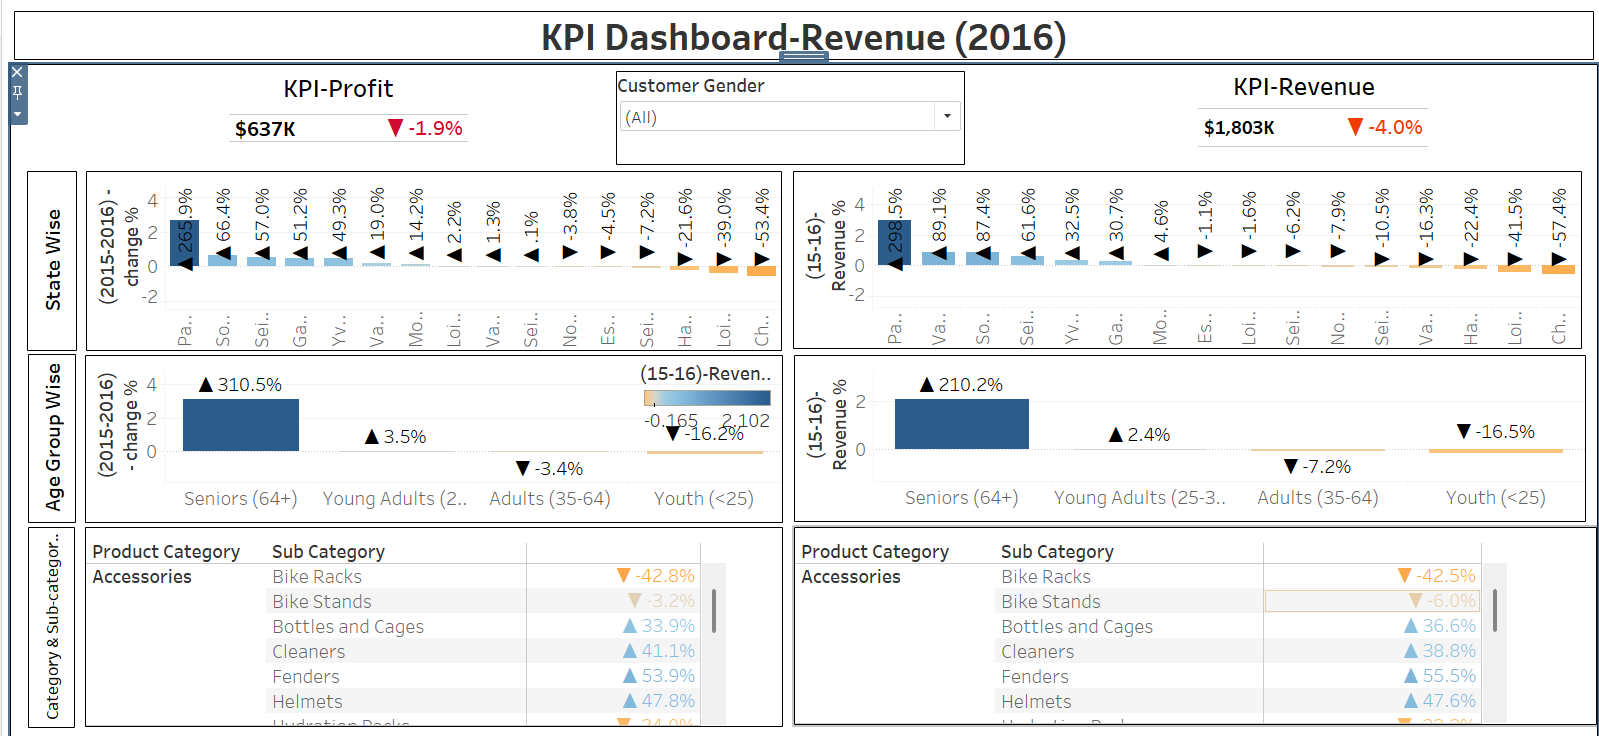 KPI Dashboard-Revenue (2016)
KPI-Profit
$637K ▼ -1.9%
Customer Gender
(All)
KPI-Revenue
$1,803K ▼ -4.0%
State Wise
(2015-2016) -
change %
4
2
0
-2
▲ 265.9%
▲ 66.4%
▲ 57.0%
▲ 51.2%
▲ 49.3%
▲ 19.0%
▲ 14.2%
▲ 2.2%
▲ 1.3%
▲ .1%
▼ -3.8%
▼ -4.5%
▼ -7.2%
▼ -21.6%
▼ -39.0%
▼ -53.4%
Pa..
So..
Sei..
Ga..
Yv..
Va..
Mo..
Loi..
Va..
Sei..
No..
Es..
Sei..
Ha..
Loi..
Ch..
(15-16)-
Revenue %
4
2
0
-2
▲ 298.5%
▲ 89.1%
▲ 87.4%
▲ 61.6%
▲ 32.5%
▲ 30.7%
▲ 4.6%
▼ -1.1%
▼ -1.6%
▼ -6.2%
▼ -7.9%
▼ -10.5%
▼ -16.3%
▼ -22.4%
▼ -41.5%
▼ -57.4%
Pa..
Va..
So..
Sei..
Yv..
Ga..
Mo..
Es..
Loi..
Sei..
No..
Sei..
Va..
Ha..
Loi..
Ch..
Age Group Wise
(2015-2016)
- change %
4
2
0
▲ 310.5%
▲ 3.5%
▼ -3.4%
▼ -16.2%
(15-16)-Reven..
-0.165 2.102
Seniors (64+) Young Adults (2.. Adults (35-64) Youth (<25)
(15-16)-
Revenue %
2
0
▲ 210.2%
▲ 2.4%
▼ -7.2%
▼ -16.5%
Seniors (64+) Young Adults (25-3.. Adults (35-64) Youth (<25)
Category & Sub-categor..
Product Category Sub Category
Accessories Bike Racks ▼ -42.8%
Bike Stands ▼ -3.2%
Bottles and Cages ▲ 33.9%
Cleaners ▲ 41.1%
Fenders ▲ 53.9%
Helmets ▲ 47.8%
Product Category Sub Category
Accessories Bike Racks ▼ -42.5%
Bike Stands ▼ -6.0%
Bottles and Cages ▲ 36.6%
Cleaners ▲ 38.8%
Fenders ▲ 55.5%
Helmets ▲ 47.6%